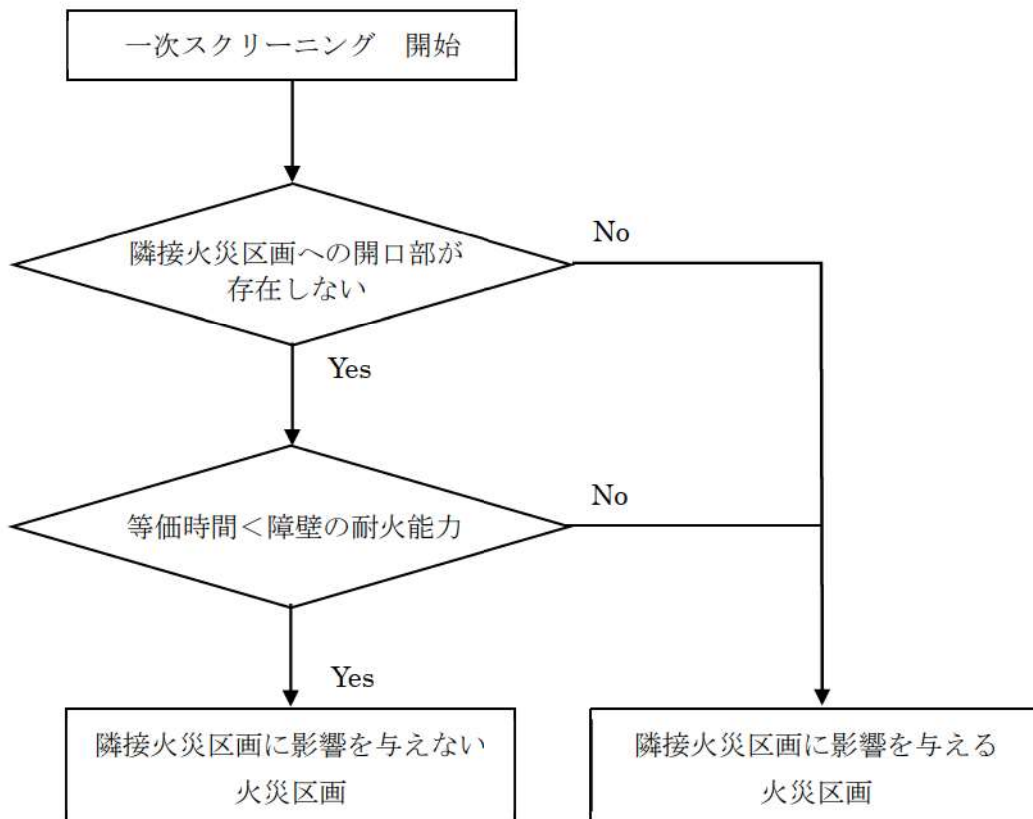 一次スクリーニング　開始
隣接火災区画への開口部が
存在しない
No
Yes
等価時間＜障壁の耐火能力
No
Yes
隣接火災区画に影響を与えない
火災区画
隣接火災区画に影響を与える
火災区画